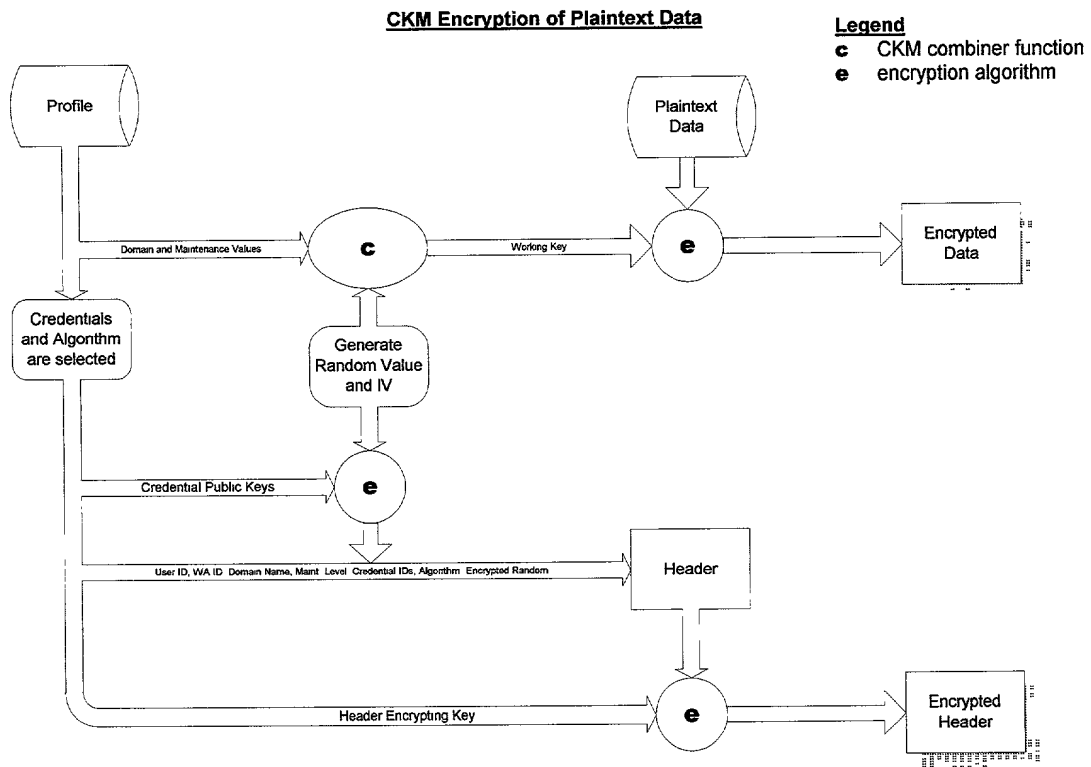 CKM Encryption of Plaintext Data
Legend
c CKM combiner function
e encryption algorithm
Profile
Plaintext
Data
Domain and Maintenance Values
c
Working Key
e
Encrypted
Data
Credentials
and Algorithm
are selected
Generate
Random Value
and IV
Credential Public Keys
e
User ID, WA ID Domain Name, Maint Level Credential IDs, Algorithm Encrypted Random
Header
Header Encrypting Key
e
Encrypted
Header